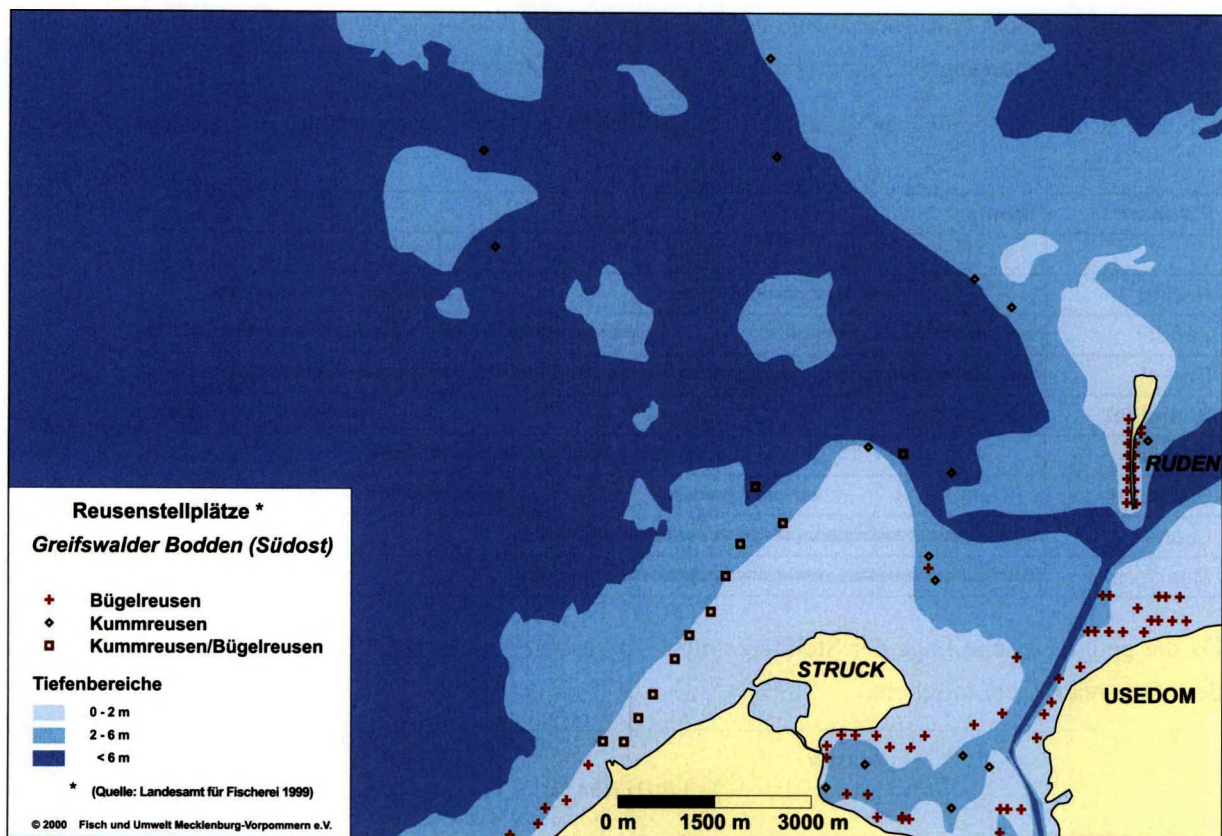 Reusenstellplätze *
Greifswalder Bodden (Südost)
Bügelreusen
Kummreusen
Kummreusen/Bügelreusen
Tiefenbereiche
0 - 2 m
2 - 6 m
< 6 m
* (Quelle: Landesamt für Fischerei 1999)
© 2000 Fisch und Umwelt Mecklenburg-Vorpommern e.V.
RUDEN
STRUCK
USEDOM
0 m 1500 m 3000 m